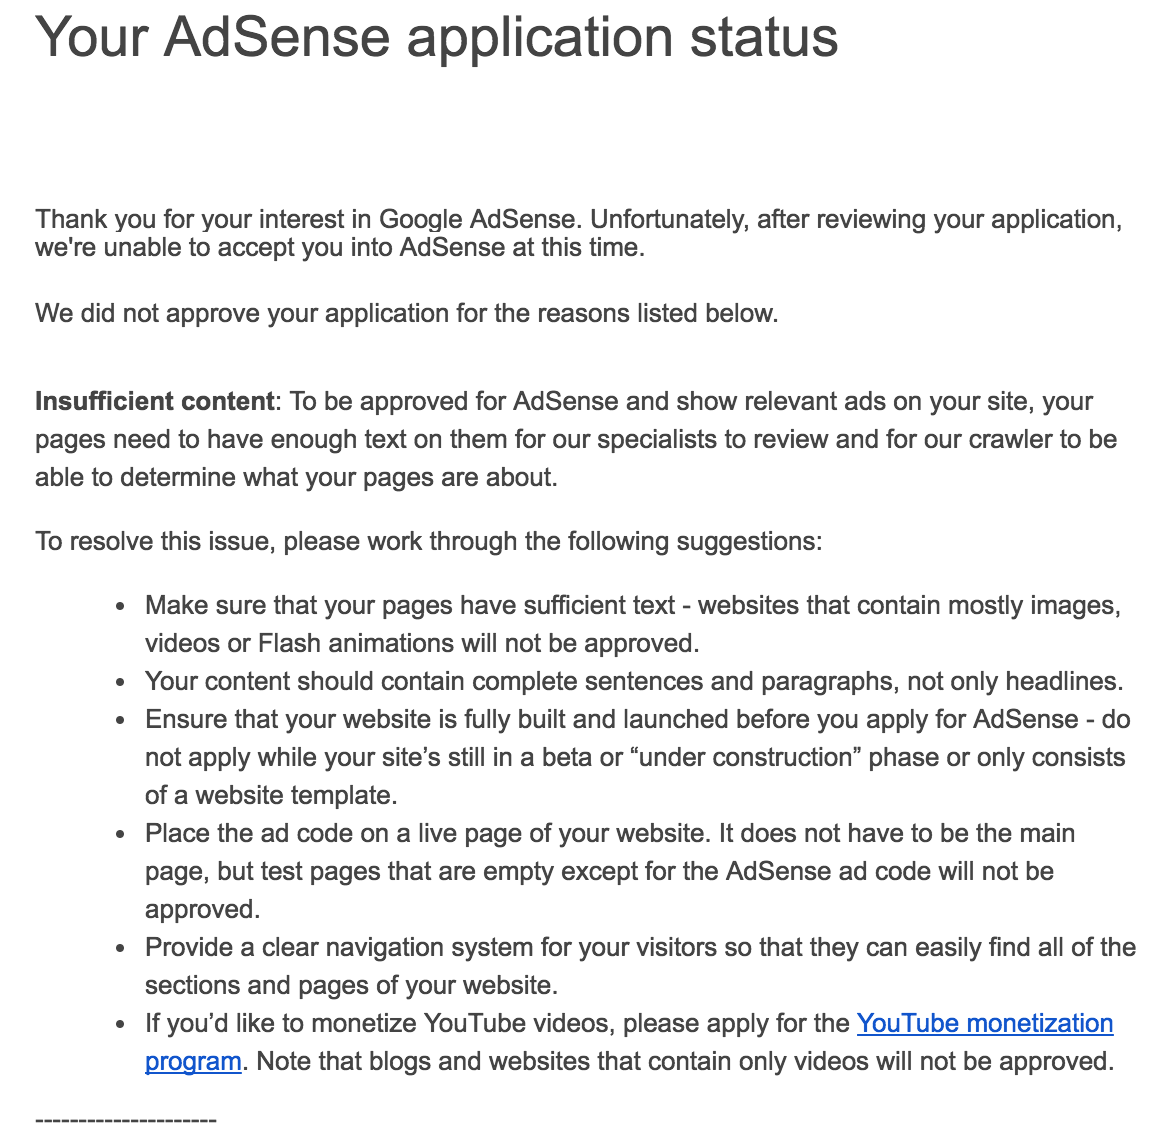 Your AdSense application status
Thank you for your interest in Google AdSense. Unfortunately, after reviewing your application,
we're unable to accept you into AdSense at this time.
We did not approve your application for the reasons listed below.
Insufficient content: To be approved for AdSense and show relevant ads on your site, your
pages need to have enough text on them for our specialists to review and for our crawler to be
able to determine what your pages are about.
To resolve this issue, please work through the following suggestions:
• Make sure that your pages have sufficient text - websites that contain mostly images,
videos or Flash animations will not be approved.
• Your content should contain complete sentences and paragraphs, not only headlines.
• Ensure that your website is fully built and launched before you apply for AdSense - do
not apply while your site’s still in a beta or “under construction” phase or only consists
of a website template.
• Place the ad code on a live page of your website. It does not have to be the main
page, but test pages that are empty except for the AdSense ad code will not be
approved.
• Provide a clear navigation system for your visitors so that they can easily find all of the
sections and pages of your website.
• If you’d like to monetize YouTube videos, please apply for the YouTube monetization
program. Note that blogs and websites that contain only videos will not be approved.
---------------------